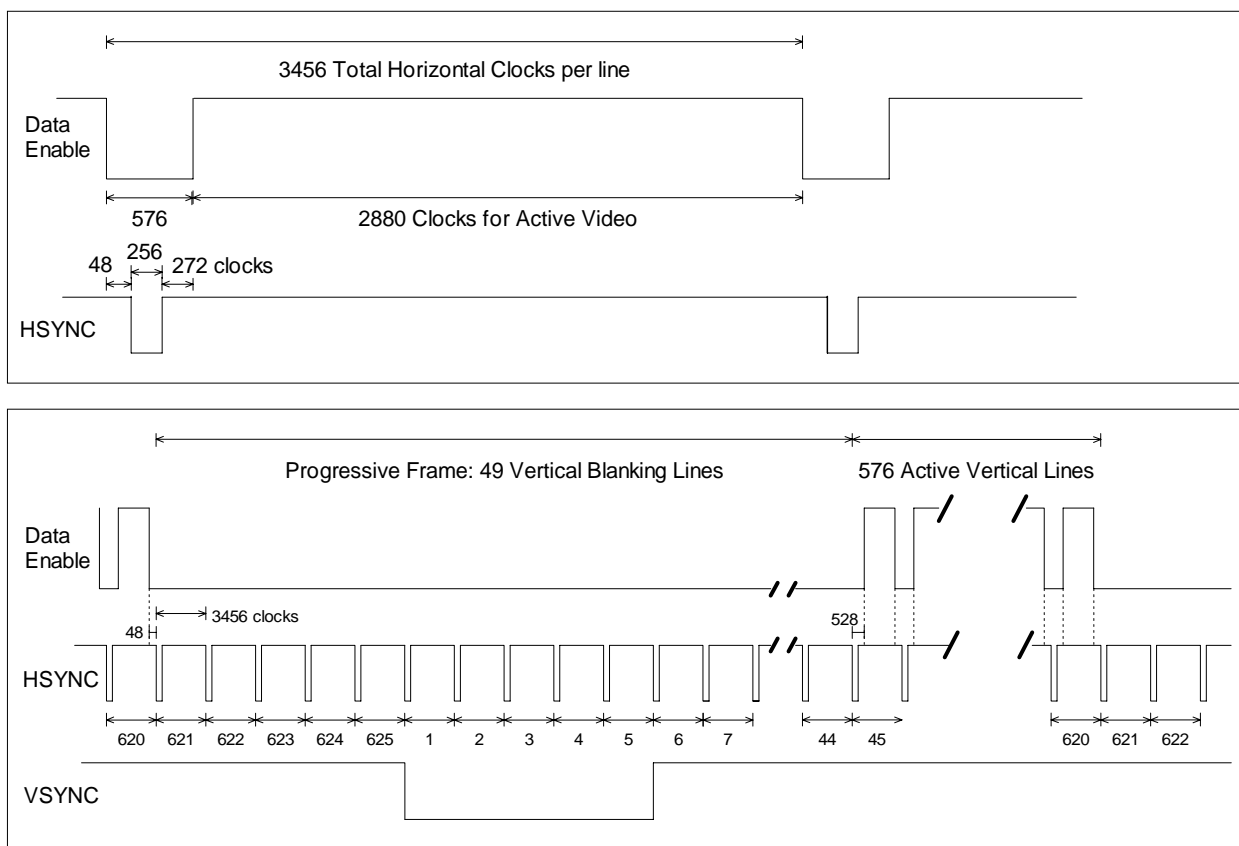 3456 Total Horizontal Clocks per line
Data
Enable
576
2880 Clocks for Active Video
256
48
272 clocks
HSYNC
Progressive Frame: 49 Vertical Blanking Lines
576 Active Vertical Lines
Data
Enable
3456 clocks
48
528
HSYNC
620 621 622 623 624 625 1 2 3 4 5 6 7 44 45 620 621 622
VSYNC